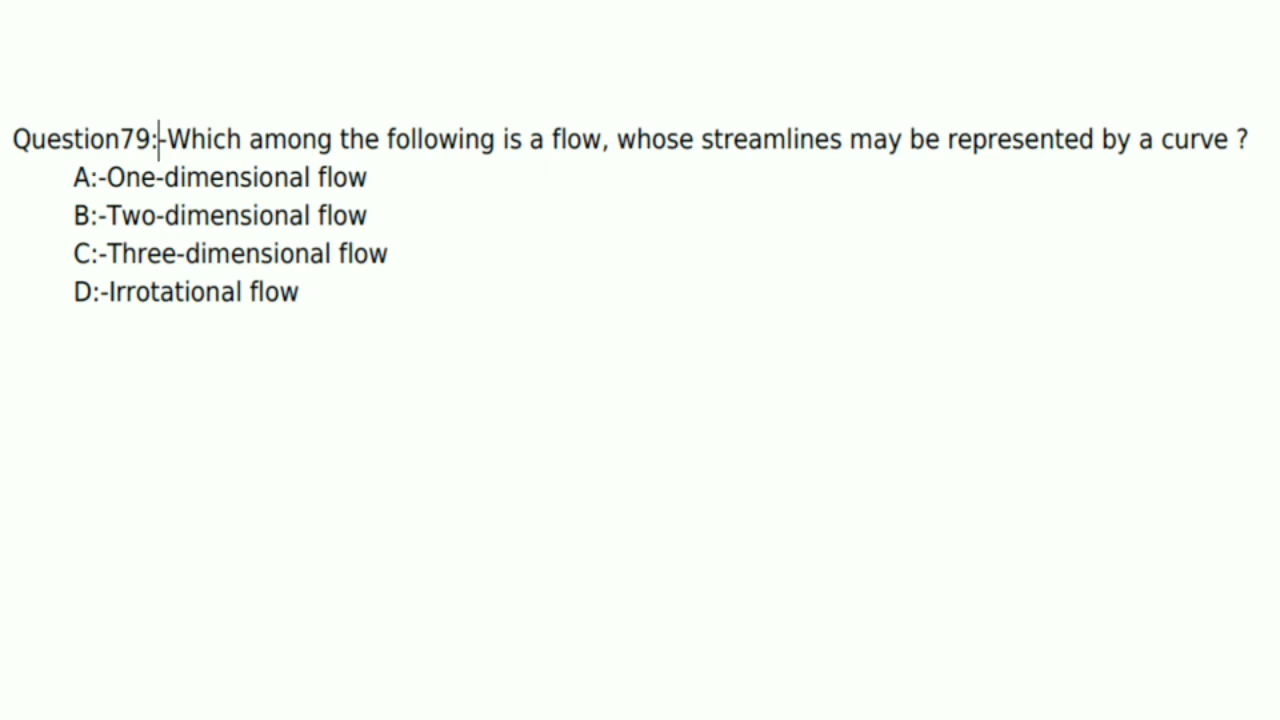 Question79:-Which among the following is a flow, whose streamlines may be represented by a curve ?
A:-One-dimensional flow
B:-Two-dimensional flow
C:-Three-dimensional flow
D:-Irrotational flow